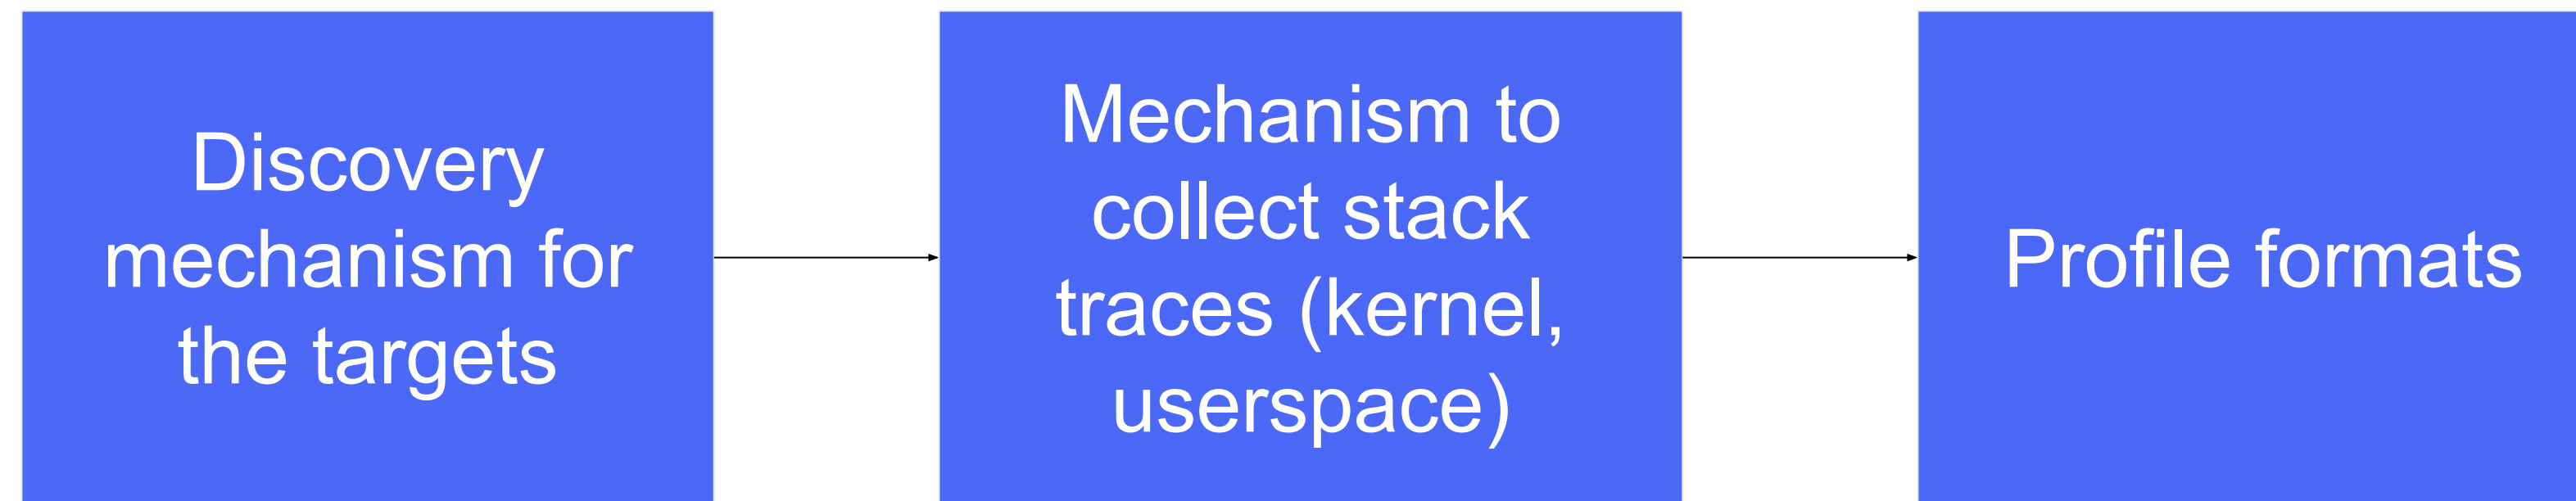 Discovery
mechanism for
the targets
Mechanism to
collect stack
traces (kernel,
userspace)
Profile formats